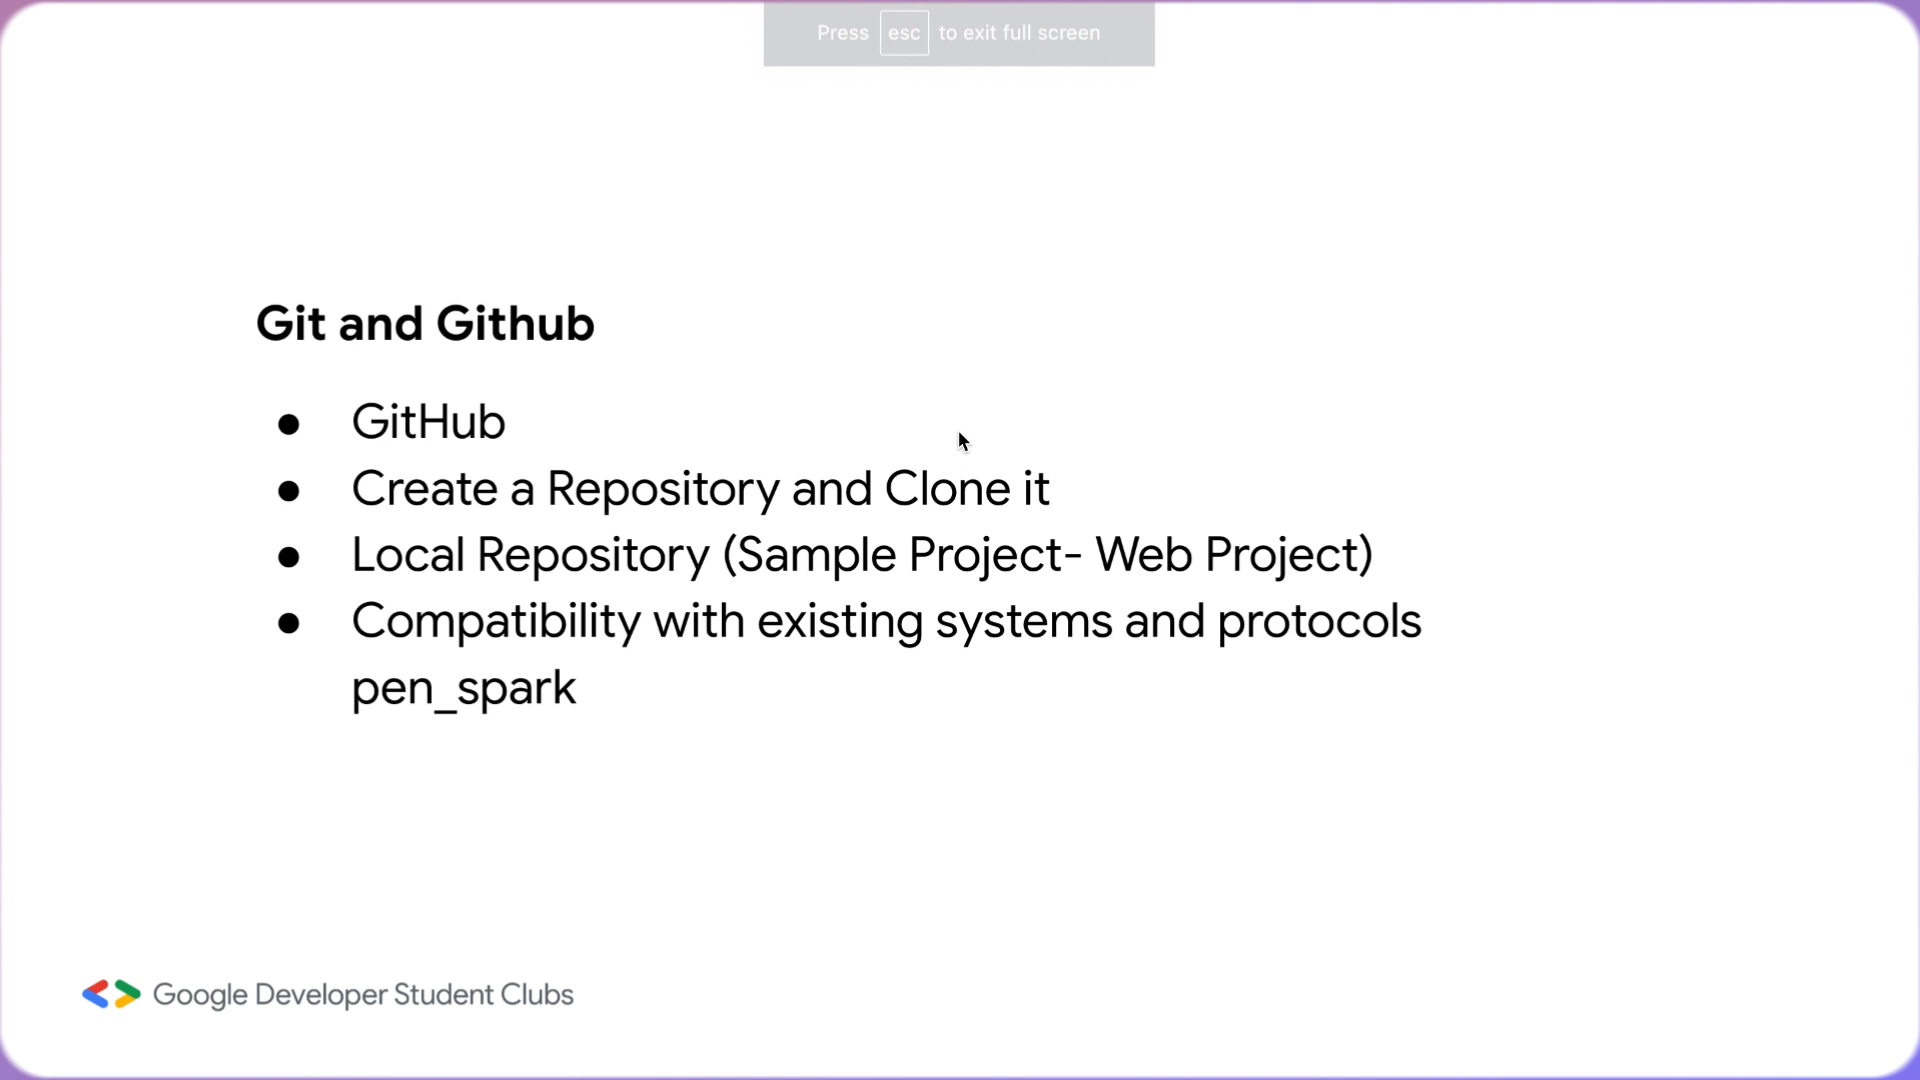 Press esc to exit full screen
Git and Github
● GitHub
● Create a Repository and Clone it
● Local Repository (Sample Project- Web Project)
● Compatibility with existing systems and protocols
pen_spark
Google Developer Student Clubs